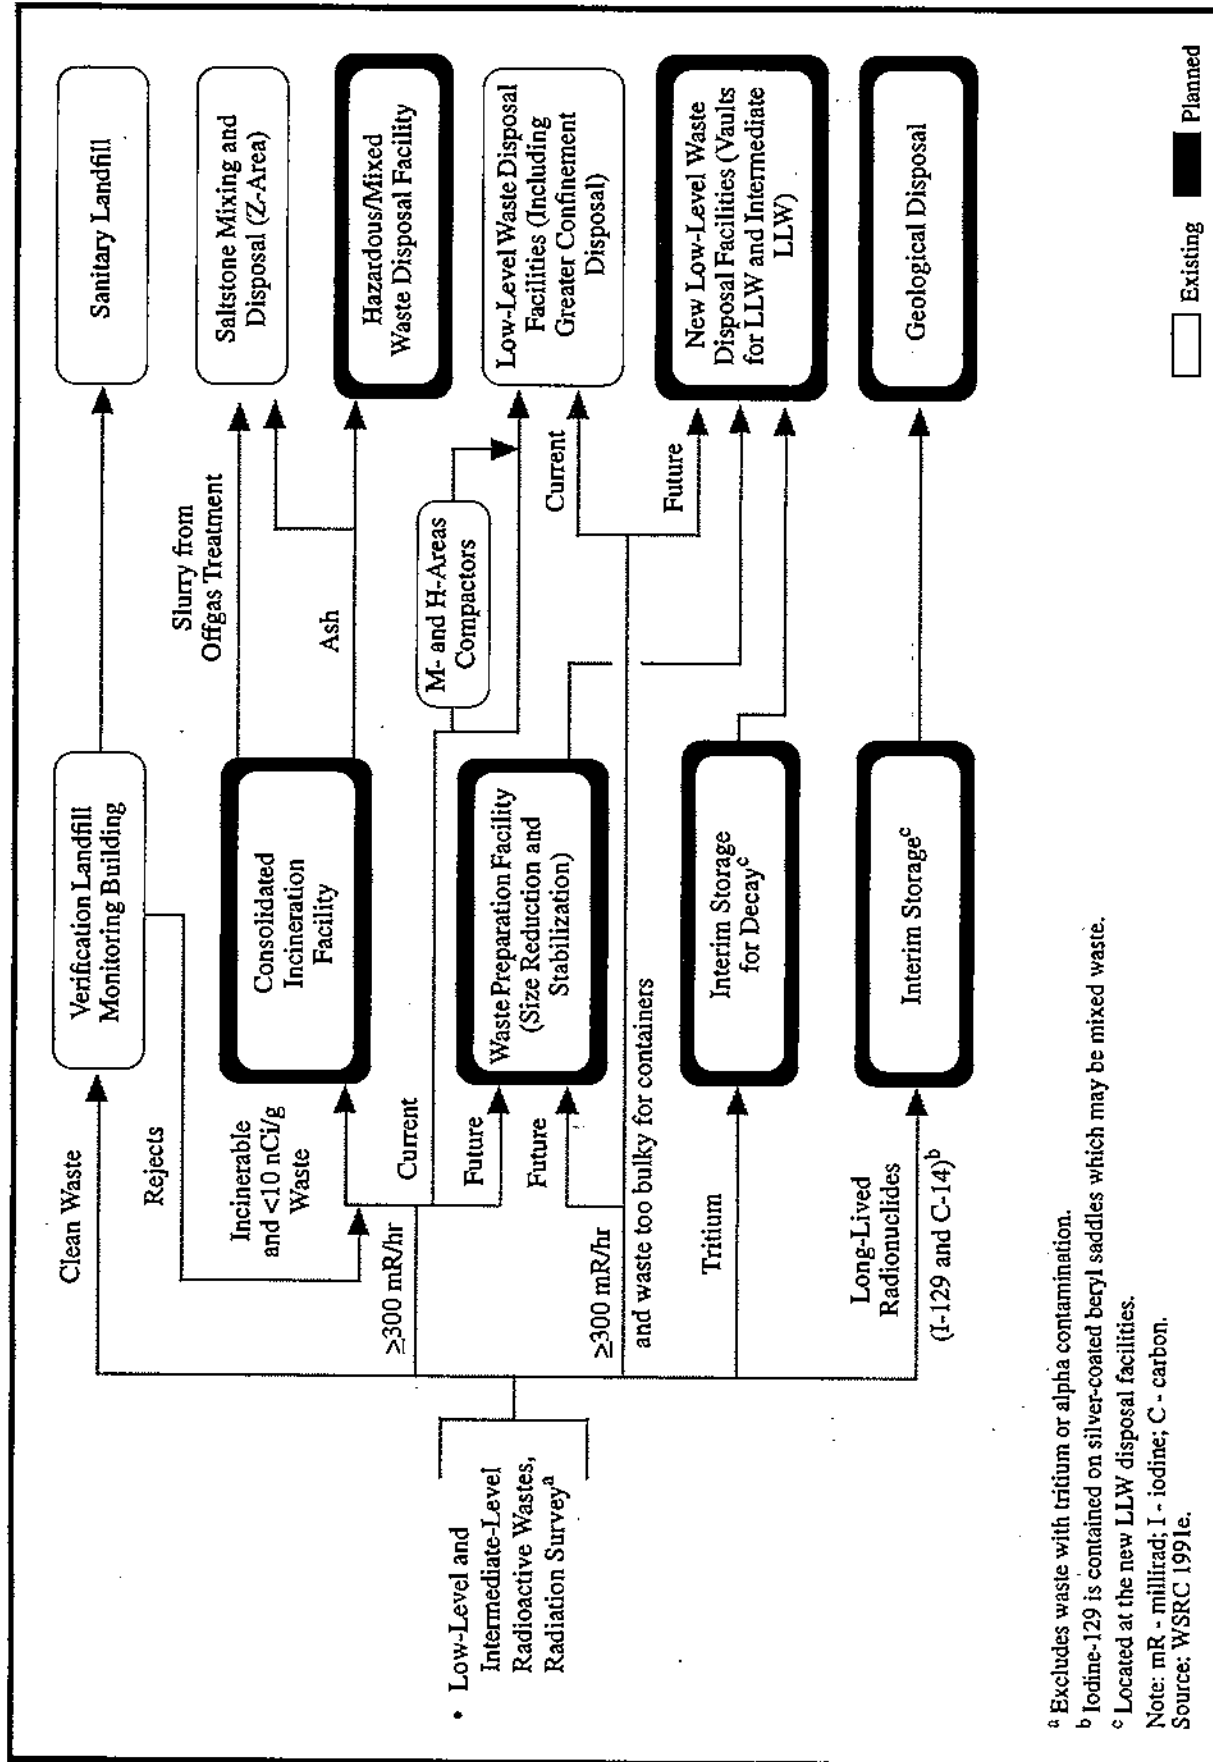 • Low-Level and
Intermediate-Level
Radioactive Wastes,
Radiation Survey a
Clean Waste
Rejects
Incinerable
and <10 nCi/g
Waste
≥300 mR/hr
Current
Future
Future
≥300 mR/hr
and waste too bulky for containers
Tritium
Long-Lived
Radionuclides
(I-129 and C-14) b
Verification Landfill
Monitoring Building
Consolidated
Incineration
Facility
Waste Preparation Facility
(Size Reduction and
Stabilization)
Interim Storage
for Decay c
Interim Storage c
Slurry from
Offgas Treatment
Ash
M- and H-Areas
Compactors
Current
Future
Sanitary Landfill
Saltstone Mixing and
Disposal (Z-Area)
Hazardous/Mixed
Waste Disposal Facility
Low-Level Waste Disposal
Facilities (Including
Greater Confinement
Disposal)
New Low-Level Waste
Disposal Facilities (Vaults
for LLW and Intermediate
LLW)
Geological Disposal
Existing
Planned
a Excludes waste with tritium or alpha contamination.
b Iodine-129 is contained on silver-coated beryl saddles which may be mixed waste.
c Located at the new LLW disposal facilities.
Note: mR - millirad; I - iodine; C - carbon.
Source: WSRC 1991e.